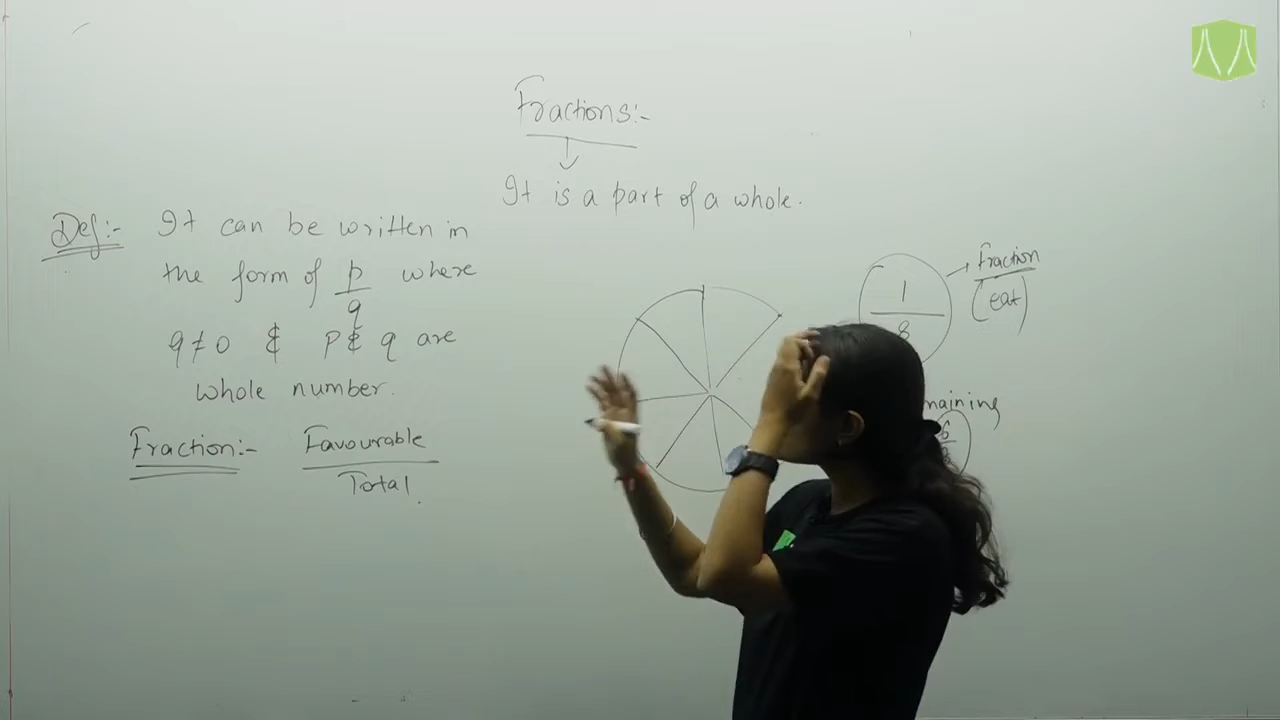 Fractions:-
It is a part of a whole.
Def:- It can be written in
the form of p/q where
q≠0 & p & q are
whole number.
Fraction:- Favourable
Total.
1
8
Fraction
(eat)
6